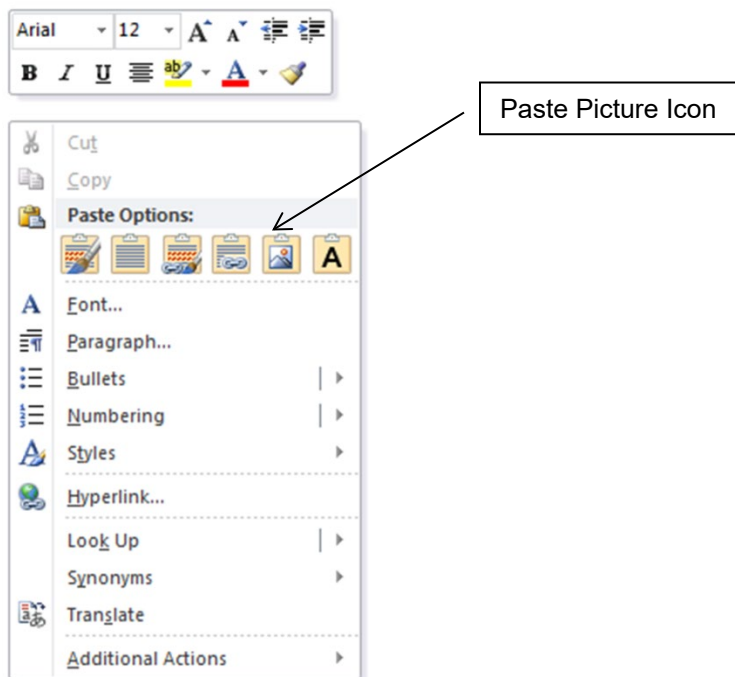 Arial 12 A A
B I U ab A
Paste Picture Icon
Cut
Copy
Paste Options:
A
A Font...
Paragraph...
Bullets
Numbering
A Styles
Hyperlink...
Look Up
Synonyms
Translate
Additional Actions